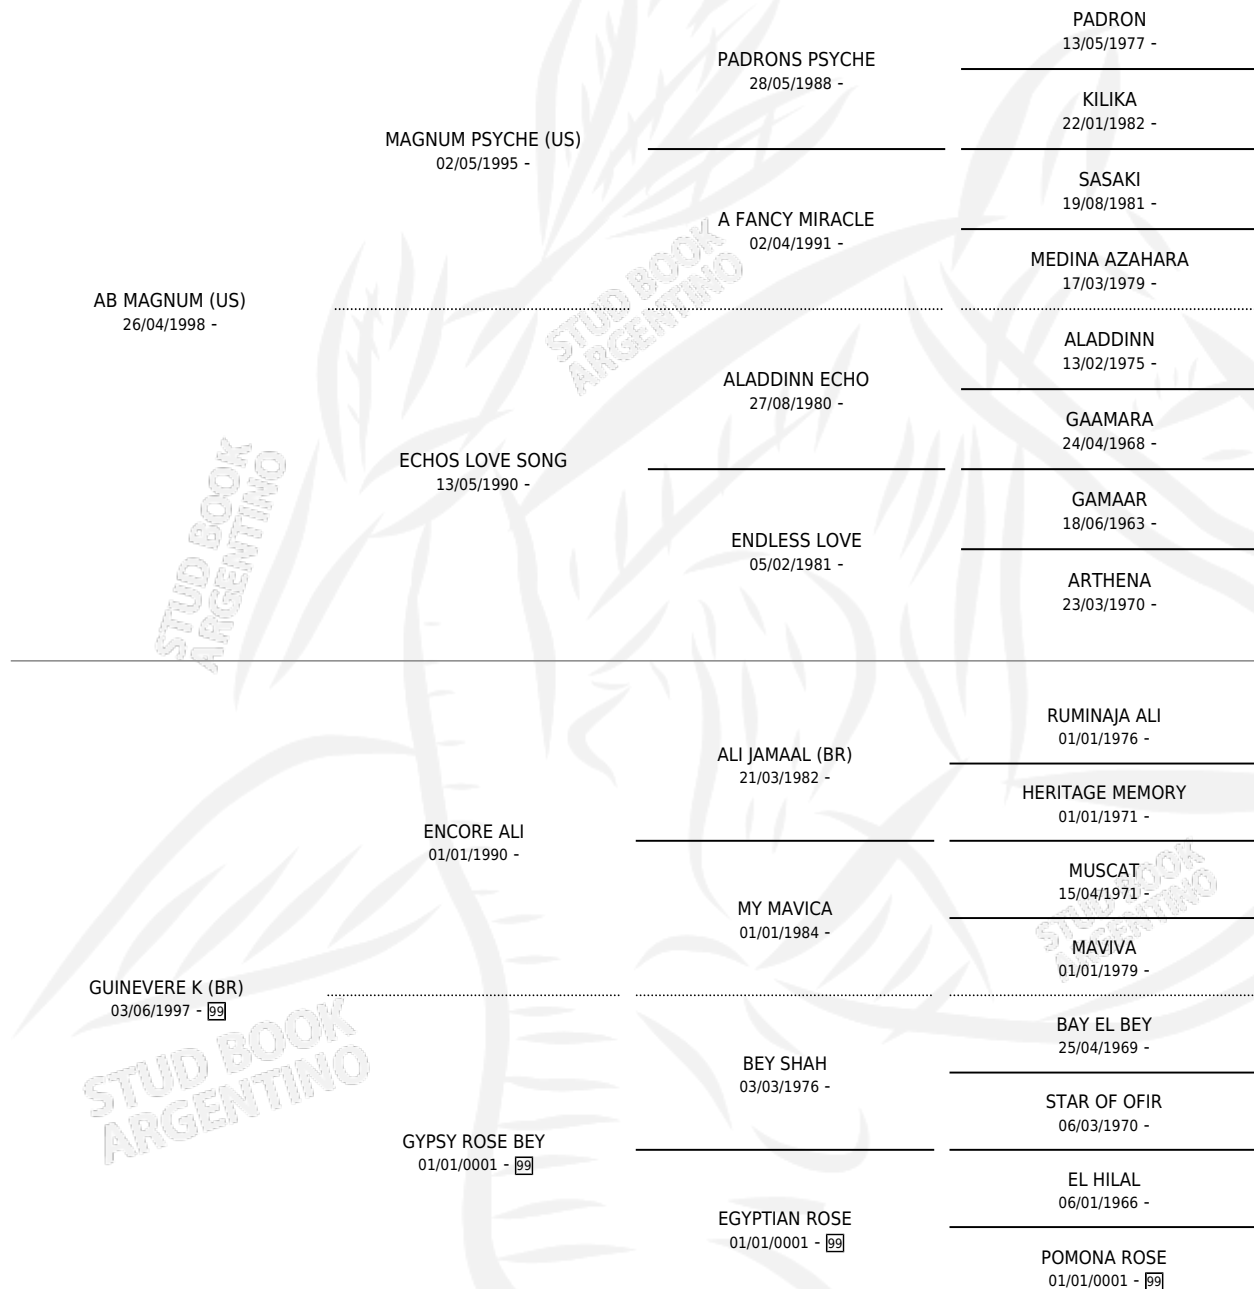 PADRON
13/05/1977 -
PADRONS PSYCHE
28/05/1988 -
KILIKA
22/01/1982 -
MAGNUM PSYCHE (US)
02/05/1995 -
SASAKI
19/08/1981 -
A FANCY MIRACLE
02/04/1991 -
MEDINA AZAHARA
17/03/1979 -
AB MAGNUM (US)
26/04/1998 -
STUD BOOK
ARGENTINO
ALADDINN
13/02/1975 -
ALADDINN ECHO
27/08/1980 -
GAAMARA
24/04/1968 -
ECHOS LOVE SONG
13/05/1990 -
GAMAAR
18/06/1963 -
ENDLESS LOVE
05/02/1981 -
ARTHENA
23/03/1970 -
STUD BOOK
ARGENTINO
RUMINAJA ALI
01/01/1976 -
ALI JAMAAL (BR)
21/03/1982 -
HERITAGE MEMORY
01/01/1971 -
ENCORE ALI
01/01/1990 -
MUSCAT
15/04/1971 -
MY MAVICA
01/01/1984 -
STUD BOOK
ARGENTINO
MAVIVA
01/01/1979 -
GUINEVERE K (BR)
03/06/1997 - 99
STUD BOOK
ARGENTINO
BAY EL BEY
25/04/1969 -
BEY SHAH
03/03/1976 -
STAR OF OFIR
06/03/1970 -
GYPSY ROSE BEY
01/01/0001 - 99
EL HILAL
06/01/1966 -
EGYPTIAN ROSE
01/01/0001 - 99
POMONA ROSE
01/01/0001 - 99